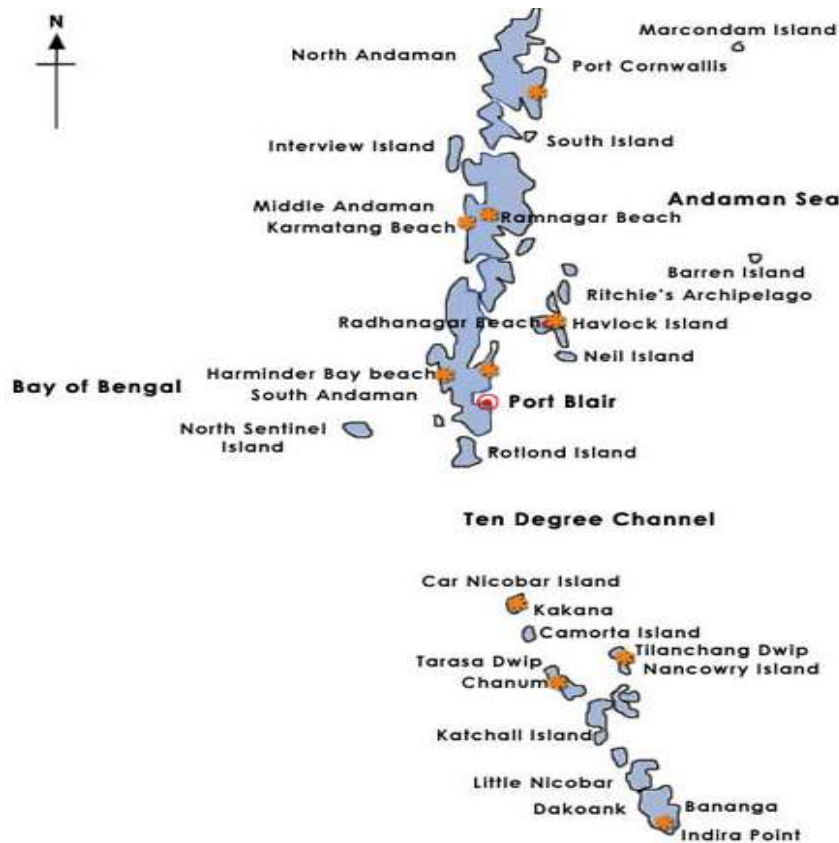 N
Marcondam Island
North Andaman
Port Cornwallis
South Island
Interview Island
Andaman Sea
Middle Andaman
Ramnagar Beach
Karmatang Beach
Barren Island
Ritchie's Archipelago
Radhanagar Beach
Havlock Island
Neil Island
Harminder Bay beach
Bay of Bengal
South Andaman
Port Blair
North Sentinel
Island
Rotlond Island
Ten Degree Channel
Car Nicobar Island
Kakana
Camorta Island
Tilanchang Dwip
Tarasa Dwip
Nancowry Island
Chanum
Katchall Island
Little Nicobar
Dakoank
Bananga
Indira Point